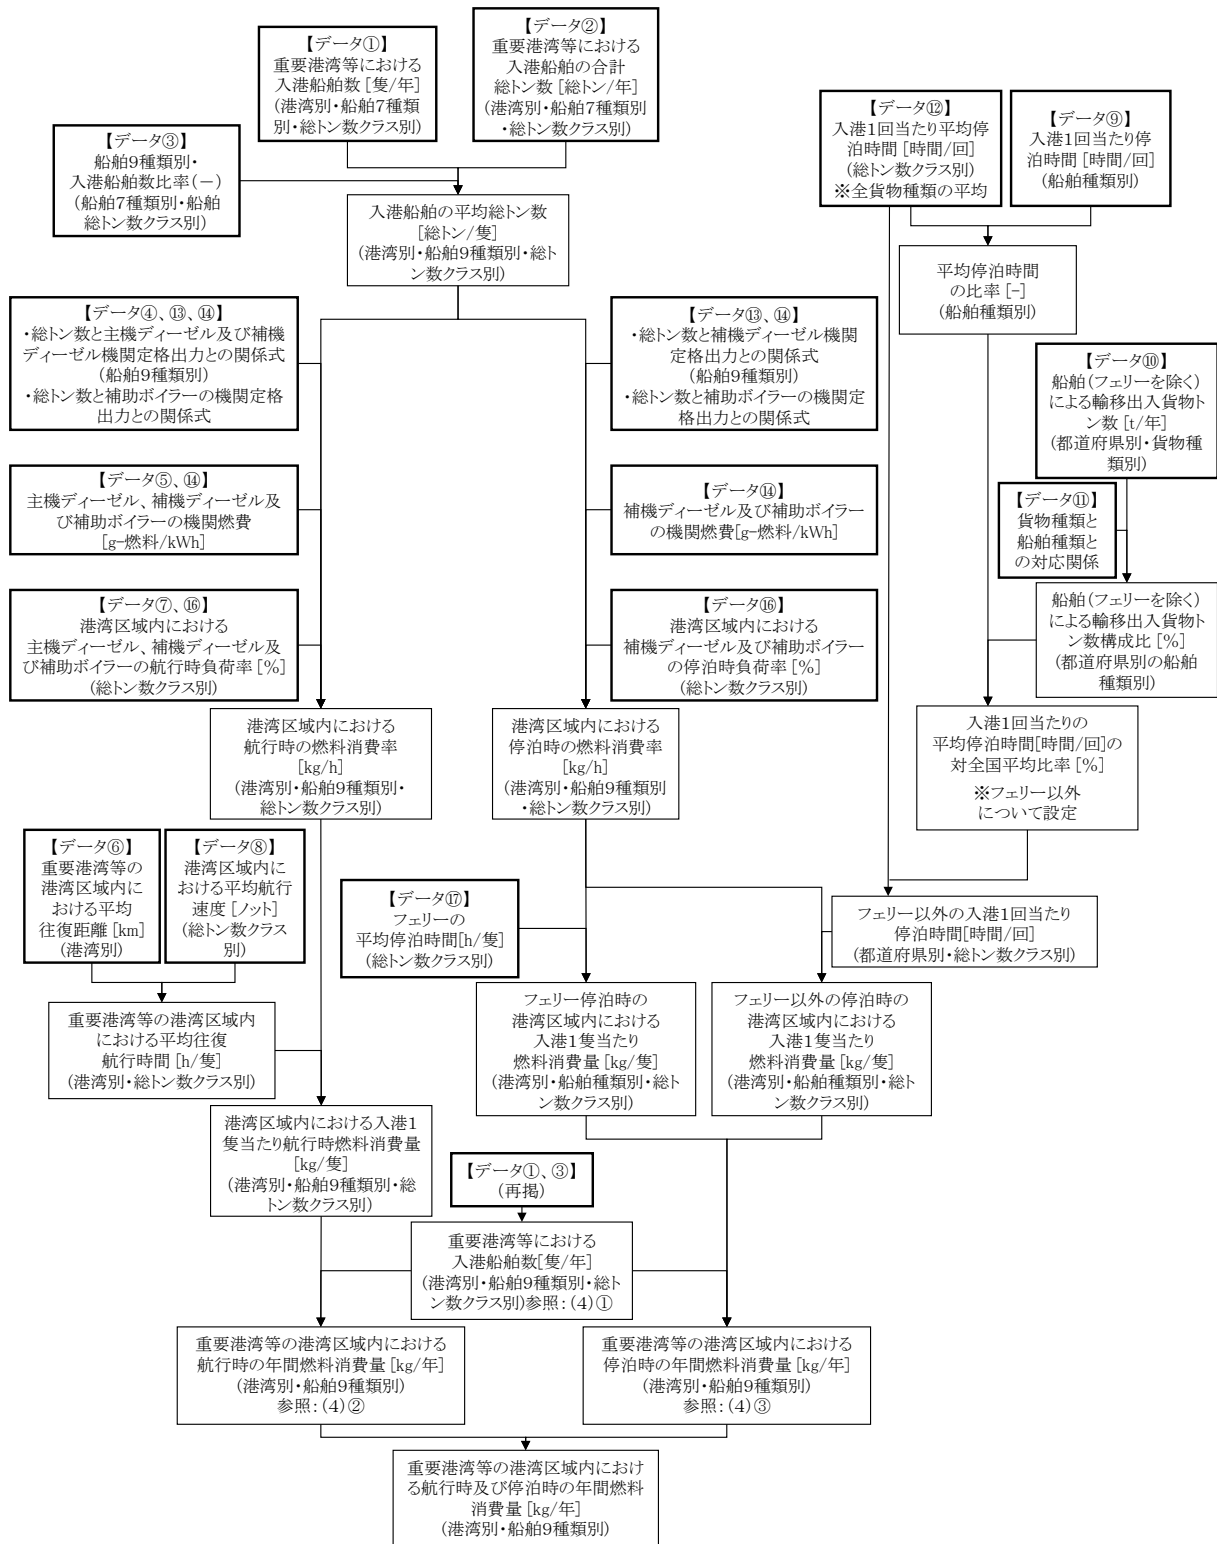 【データ①】
重要港湾等における
入港船舶数[隻/年]
(港湾別・船舶7種類
別・総トン数クラス別)
【データ②】
重要港湾等における
入港船舶の合計
総トン数[総トン/年]
(港湾別・船舶7種類別
・総トン数クラス別)
【データ③】
船舶9種類別・
入港船舶数比率(－)
(船舶7種類別・船舶
総トン数クラス別)
【データ⑫】
入港1回当たり平均停
泊時間[時間/回]
(総トン数クラス別)
※全貨物種類の平均
【データ⑨】
入港1回当たり停
泊時間[時間/回]
(船舶種類別)
入港船舶の平均総トン数
[総トン/隻]
(港湾別・船舶9種類別・総ト
ン数クラス別)
平均停泊時間
の比率[-]
(船舶種類別)
【データ④、⑬、⑭】
・総トン数と主機ディーゼル及び補機
ディーゼル機関定格出力との関係式
(船舶9種類別)
・総トン数と補助ボイラーの機関定格
出力との関係式
【データ⑬、⑭】
・総トン数と補機ディーゼル機関
定格出力との関係式
(船舶9種類別)
・総トン数と補助ボイラーの機関定
格出力との関係式
【データ⑩】
船舶(フェリーを除く)
による輸移出入貨物ト
ン数[t/年]
(都道府県別・貨物種
類別)
【データ⑤、⑭】
主機ディーゼル、補機ディーゼル及
び補助ボイラーの機関燃費
[g-燃料/kWh]
【データ⑭】
補機ディーゼル及び補助ボイラー
の機関燃費[g-燃料/kWh]
【データ⑪】
貨物種類と
船舶種類と
の対応関係
【データ⑦、⑯】
港湾区域内における
主機ディーゼル、補機ディーゼル及
び補助ボイラーの航行時負荷率[%]
(総トン数クラス別)
【データ⑯】
港湾区域内における
補機ディーゼル及び補助ボイラー
の停泊時負荷率[%]
(総トン数クラス別)
船舶(フェリーを除く)
による輸移出入貨物ト
ン数構成比[%]
(都道府県別の船舶
種類別)
港湾区域内における
航行時の燃料消費率
[kg/h]
(港湾別・船舶9種類別・
総トン数クラス別)
港湾区域内における
停泊時の燃料消費率
[kg/h]
(港湾別・船舶9種類別
・総トン数クラス別)
入港1回当たりの
平均停泊時間[時間/回]の
対全国平均比率[%]
※フェリー以外
について設定
【データ⑥】
重要港湾等の
港湾区域内に
おける平均
往復距離[km]
(港湾別)
【データ⑧】
港湾区域内に
おける平均航行
速度[ノット]
(総トン数クラス
別)
【データ⑰】
フェリーの
平均停泊時間[h/隻]
(総トン数クラス別)
フェリー以外の入港1回当たり
停泊時間[時間/回]
(都道府県別・総トン数クラス別)
重要港湾等の港湾区域内
における平均往復
航行時間[h/隻]
(港湾別・総トン数クラス別)
フェリー停泊時の
港湾区域内における
入港1隻当たり
燃料消費量[kg/隻]
(港湾別・船舶種類別・総ト
ン数クラス別)
フェリー以外の停泊時の
港湾区域内における
入港1隻当たり
燃料消費量[kg/隻]
(港湾別・船舶種類別・総ト
ン数クラス別)
港湾区域内における入港1
隻当たり航行時燃料消費量
[kg/隻]
(港湾別・船舶9種類別・総
トン数クラス別)
【データ①、③】
(再掲)
重要港湾等における
入港船舶数[隻/年]
(港湾別・船舶9種類別・総ト
ン数クラス別)参照:(4)①
重要港湾等の港湾区域内における
航行時の年間燃料消費量[kg/年]
(港湾別・船舶9種類別)
参照:(4)②
重要港湾等の港湾区域内における
停泊時の年間燃料消費量[kg/年]
(港湾別・船舶9種類別)
参照:(4)③
重要港湾等の港湾区域内におけ
る航行時及び停泊時の年間燃料
消費量[kg/年]
(港湾別・船舶9種類別)